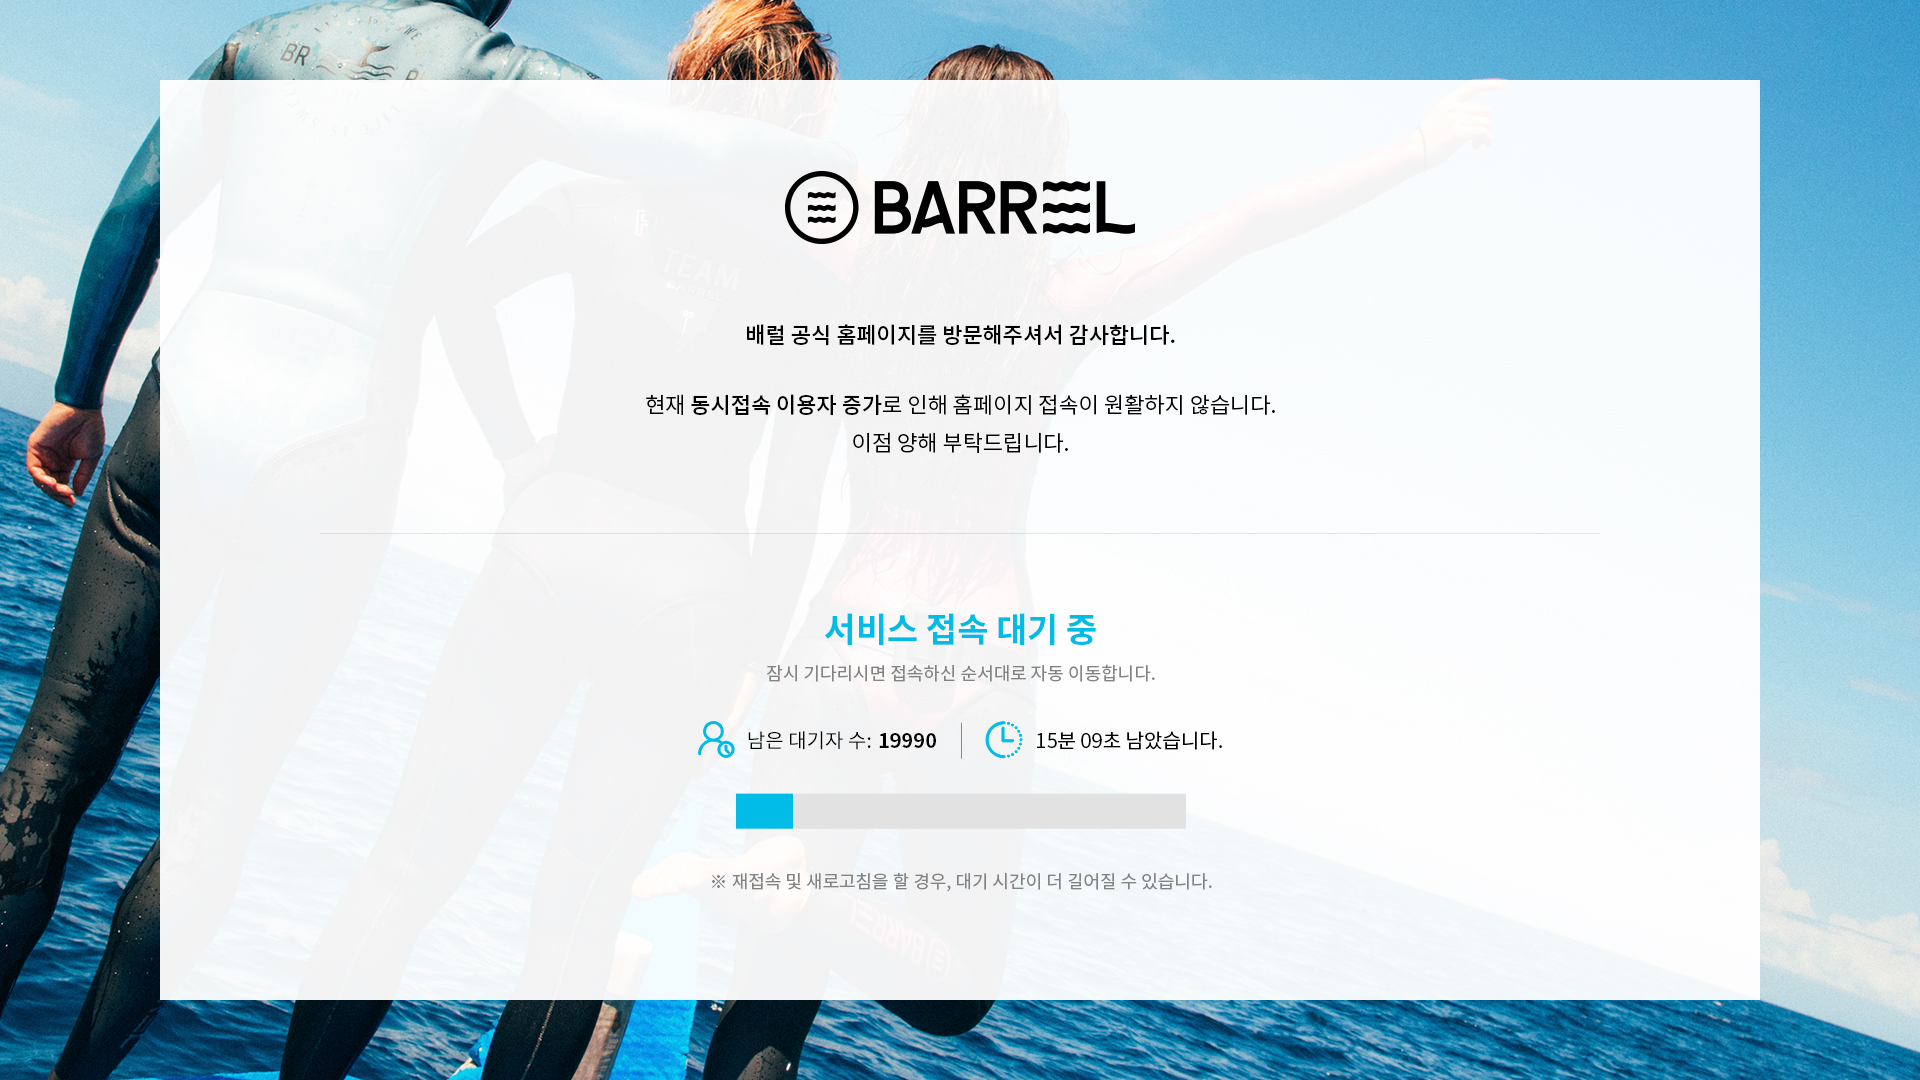 BARREL
배럴 공식 홈페이지를 방문해주셔서 감사합니다.
현재 동시접속 이용자 증가로 인해 홈페이지 접속이 원활하지 않습니다.
이점 양해 부탁드립니다.
서비스 접속 대기 중
잠시 기다리시면 접속하신 순서대로 자동 이동합니다.
남은 대기자 수: 19990
15분 09초 남았습니다.
※ 재접속 및 새로고침을 할 경우, 대기 시간이 더 길어질 수 있습니다.
TEAM
BARREL
BARREL